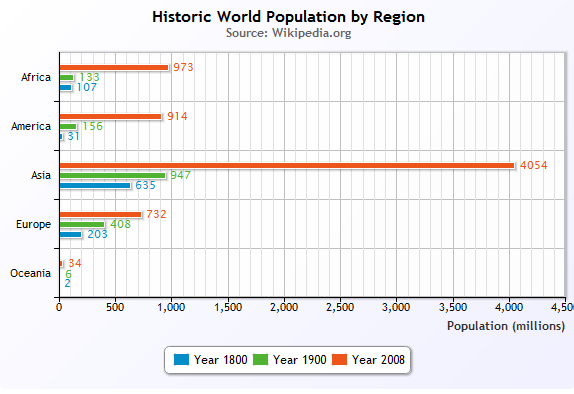 Historic World Population by Region
Source: Wikipedia.org
Africa
973
133
107
America
914
156
31
Asia
4054
947
635
Europe
732
408
203
Oceania
34
6
2
0 500 1,000 1,500 2,000 2,500 3,000 3,500 4,000 4,50
Population (millions)
Year 1800 Year 1900 Year 2008